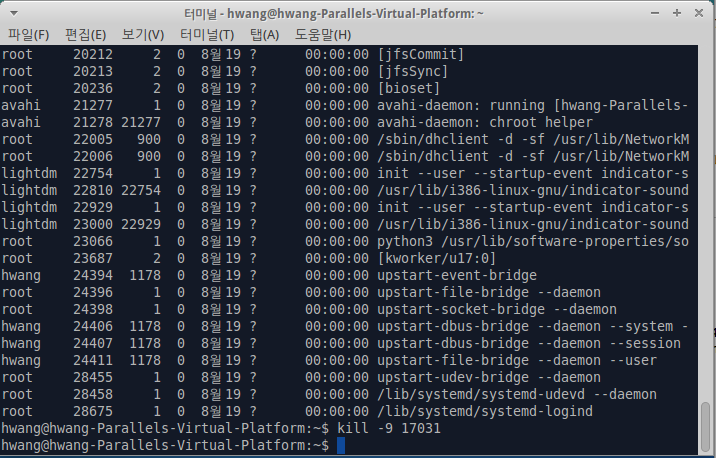 터미널 - hwang@hwang-Parallels-Virtual-Platform: ~
파일(F) 편집(E) 보기(V) 터미널(T) 탭(A) 도움말(H)
root 20212 2 0 8월19 ? 00:00:00 [jfsCommit]
root 20213 2 0 8월19 ? 00:00:00 [jfsSync]
root 20236 2 0 8월19 ? 00:00:00 [bioset]
avahi 21277 1 0 8월19 ? 00:00:00 avahi-daemon: running [hwang-Parallels-
avahi 21278 21277 0 8월19 ? 00:00:00 avahi-daemon: chroot helper
root 22005 900 0 8월19 ? 00:00:00 /sbin/dhclient -d -sf /usr/lib/NetworkM
root 22006 900 0 8월19 ? 00:00:00 /sbin/dhclient -d -sf /usr/lib/NetworkM
lightdm 22754 1 0 8월19 ? 00:00:00 init --user --startup-event indicator-s
lightdm 22810 22754 0 8월19 ? 00:00:00 /usr/lib/i386-linux-gnu/indicator-sound
lightdm 22929 1 0 8월19 ? 00:00:00 init --user --startup-event indicator-s
lightdm 23000 22929 0 8월19 ? 00:00:00 /usr/lib/i386-linux-gnu/indicator-sound
root 23066 1 0 8월19 ? 00:00:00 python3 /usr/lib/software-properties/so
root 23687 2 0 8월19 ? 00:00:00 [kworker/u17:0]
hwang 24394 1178 0 8월19 ? 00:00:00 upstart-event-bridge
root 24396 1 0 8월19 ? 00:00:00 upstart-file-bridge --daemon
root 24398 1 0 8월19 ? 00:00:00 upstart-socket-bridge --daemon
hwang 24406 1178 0 8월19 ? 00:00:00 upstart-dbus-bridge --daemon --system -
hwang 24407 1178 0 8월19 ? 00:00:00 upstart-dbus-bridge --daemon --session
hwang 24411 1178 0 8월19 ? 00:00:00 upstart-file-bridge --daemon --user
root 28455 1 0 8월19 ? 00:00:00 upstart-udev-bridge --daemon
root 28458 1 0 8월19 ? 00:00:00 /lib/systemd/systemd-udevd --daemon
root 28675 1 0 8월19 ? 00:00:00 /lib/systemd/systemd-logind
hwang@hwang-Parallels-Virtual-Platform:~$ kill -9 17031
hwang@hwang-Parallels-Virtual-Platform:~$